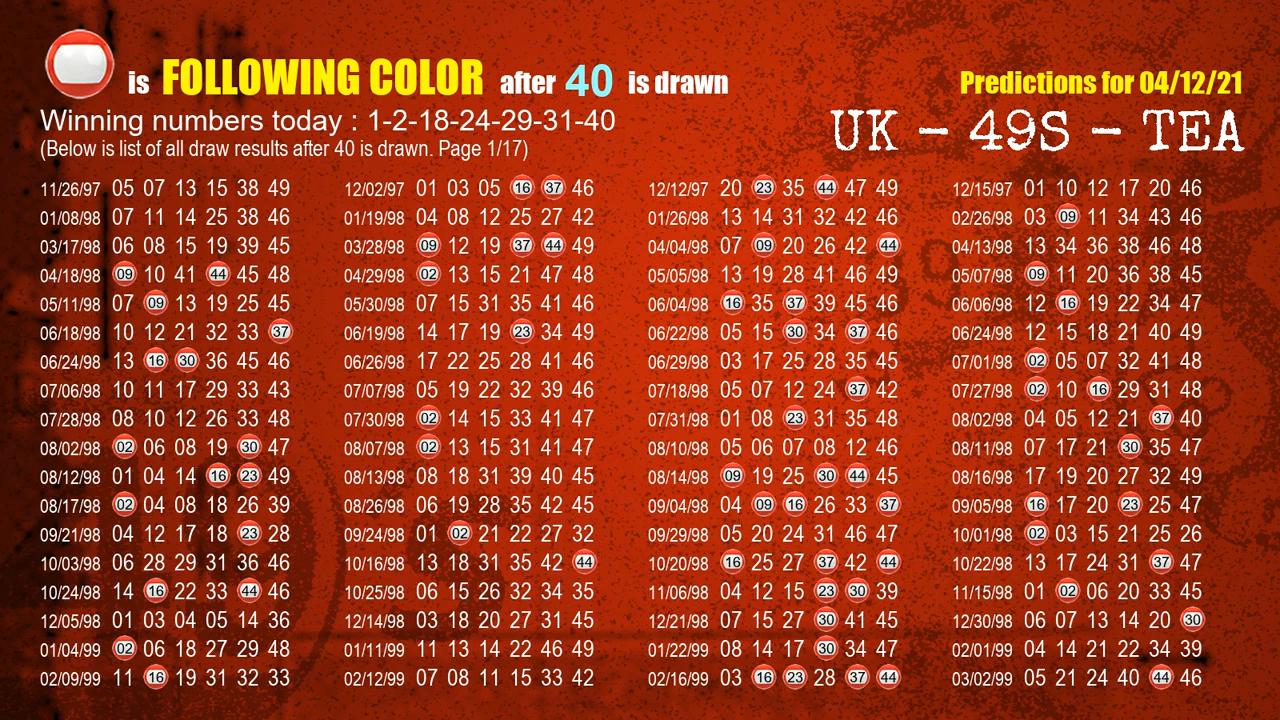 is FOLLOWING COLOR after 40 is drawn
Predictions for 04/12/21
Winning numbers today : 1-2-18-24-29-31-40
UK - 49S - TEA
(Below is list of all draw results after 40 is drawn. Page 1/17)
11/26/97 05 07 13 15 38 49 12/02/97 01 03 05 16 37 46 12/12/97 20 23 35 44 47 49 12/15/97 01 10 12 17 20 46
01/08/98 07 11 14 25 38 46 01/19/98 04 08 12 25 27 42 01/26/98 13 14 31 32 42 46 02/26/98 03 09 11 34 43 46
03/17/98 06 08 15 19 39 45 03/28/98 09 12 19 37 44 49 04/04/98 07 09 20 26 42 44 04/13/98 13 34 36 38 46 48
04/18/98 09 10 41 44 45 48 04/29/98 02 13 15 21 47 48 05/05/98 13 19 28 41 46 49 05/07/98 09 11 20 36 38 45
05/11/98 07 09 13 19 25 45 05/30/98 07 15 31 35 41 46 06/04/98 16 35 37 39 45 46 06/06/98 12 16 19 22 34 47
06/18/98 10 12 21 32 33 37 06/19/98 14 17 19 23 34 49 06/22/98 05 15 30 34 37 46 06/24/98 12 15 18 21 40 49
06/24/98 13 16 30 36 45 46 06/26/98 17 22 25 28 41 46 06/29/98 03 17 25 28 35 45 07/01/98 02 05 07 32 41 48
07/06/98 10 11 17 29 33 43 07/07/98 05 19 22 32 39 46 07/18/98 05 07 12 24 37 42 07/27/98 02 10 16 29 31 48
07/28/98 08 10 12 26 33 48 07/30/98 02 14 15 33 41 47 07/31/98 01 08 23 31 35 48 08/02/98 04 05 12 21 37 40
08/02/98 02 06 08 19 30 47 08/07/98 02 13 15 31 41 47 08/10/98 05 06 07 08 12 46 08/11/98 07 17 21 30 35 47
08/12/98 01 04 14 16 23 49 08/13/98 08 18 31 39 40 45 08/14/98 09 19 25 30 44 45 08/16/98 17 19 20 27 32 49
08/17/98 02 04 08 18 26 39 08/26/98 06 19 28 35 42 45 09/04/98 04 09 16 26 33 37 09/05/98 16 17 20 23 25 47
09/21/98 04 12 17 18 23 28 09/24/98 01 02 21 22 27 32 09/29/98 05 20 24 31 46 47 10/01/98 02 03 15 21 25 26
10/03/98 06 28 29 31 36 46 10/16/98 13 18 31 35 42 44 10/20/98 16 25 27 37 42 44 10/22/98 13 17 24 31 37 47
10/24/98 14 16 22 33 44 46 10/25/98 06 15 26 32 34 35 11/06/98 04 12 15 23 30 39 11/15/98 01 02 06 20 33 45
12/05/98 01 03 04 05 14 36 12/14/98 03 18 20 27 31 46 12/21/98 07 15 27 30 41 45 12/30/98 06 07 13 14 20 30
01/04/99 02 06 18 27 29 48 01/11/99 11 13 14 22 46 49 01/22/99 08 14 17 30 34 47 02/01/99 04 14 21 22 34 39
02/09/99 11 16 19 31 32 33 02/12/99 07 08 11 15 33 42 02/16/99 03 16 23 28 37 44 03/02/99 05 21 24 40 44 46